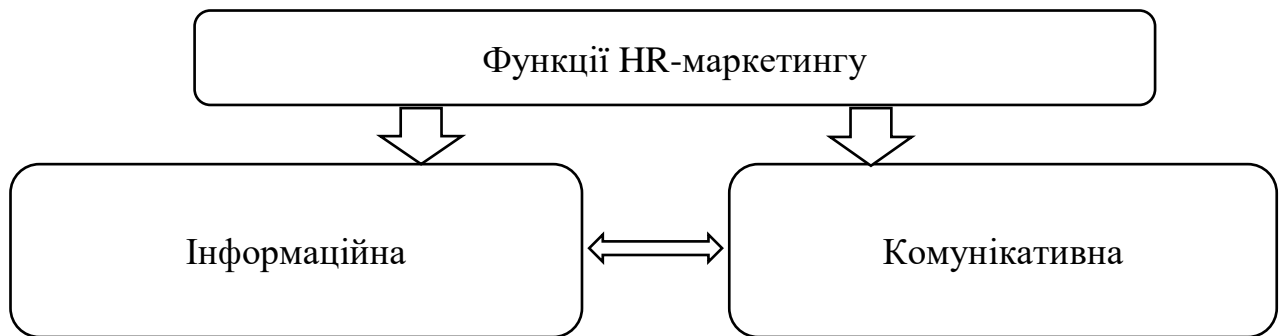 Функції HR-маркетингу
Інформаційна
Комунікативна